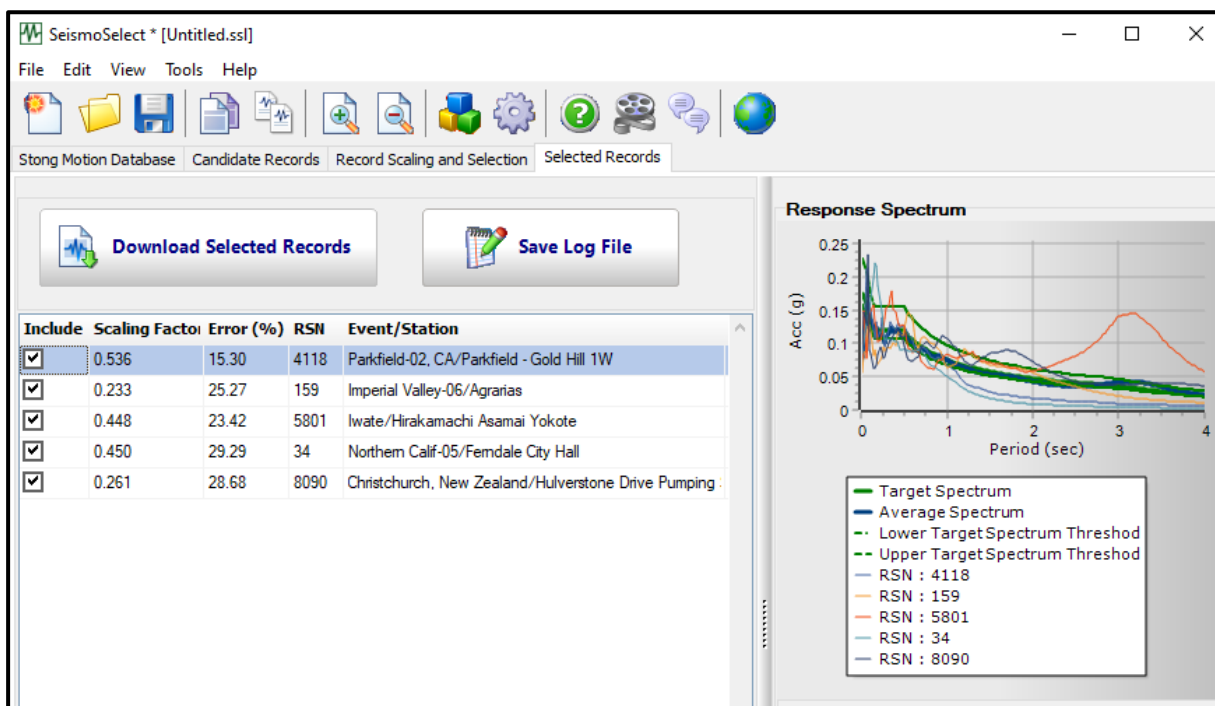 SeismoSelect * [Untitled.ssl]
File Edit View Tools Help
Stong Motion Database Candidate Records Record Scaling and Selection Selected Records
Download Selected Records Save Log File
Include Scaling Factor Error (%) RSN Event/Station
0.536 15.30 4118 Parkfield-02, CA/Parkfield - Gold Hill 1W
0.233 25.27 159 Imperial Valley-06/Agrarias
0.448 23.42 5801 Iwate/Hirakamachi Asamai Yokote
0.450 29.29 34 Northern Calif-05/Ferndale City Hall
0.261 28.68 8090 Christchurch, New Zealand/Hulverstone Drive Pumping
Response Spectrum
Acc (g)
0.25
0.2
0.15
0.1
0.05
0
0 1 2 3 4
Period (sec)
Target Spectrum
Average Spectrum
Lower Target Spectrum Threshod
Upper Target Spectrum Threshod
RSN : 4118
RSN : 159
RSN : 5801
RSN : 34
RSN : 8090